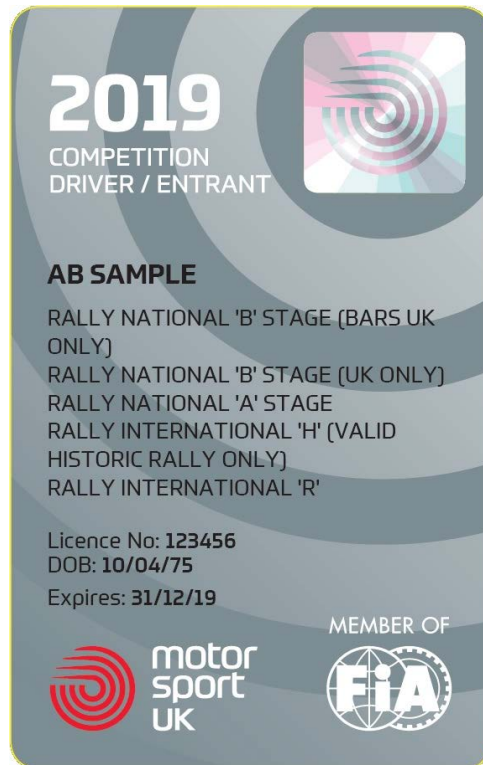 2019
COMPETITION
DRIVER / ENTRANT
AB SAMPLE
RALLY NATIONAL 'B' STAGE (BARS UK
ONLY)
RALLY NATIONAL 'B' STAGE (UK ONLY)
RALLY NATIONAL 'A' STAGE
RALLY INTERNATIONAL 'H' (VALID
HISTORIC RALLY ONLY)
RALLY INTERNATIONAL 'R'
Licence No: 123456
DOB: 10/04/75
Expires: 31/12/19
motor
sport
UK
MEMBER OF
FiA